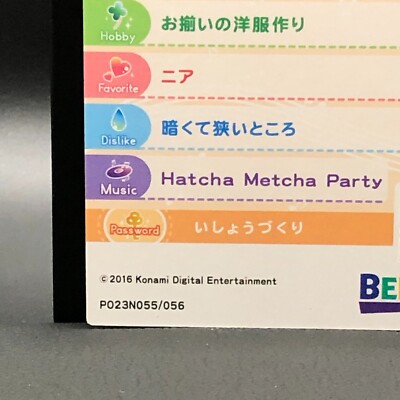 Hobby お揃いの洋服作り
Favorite ニア
Dislike 暗くて狭いところ
Music Hatcha Metcha Party
Password いしょうづくり
©2016 Konami Digital Entertainment
P023N055/056